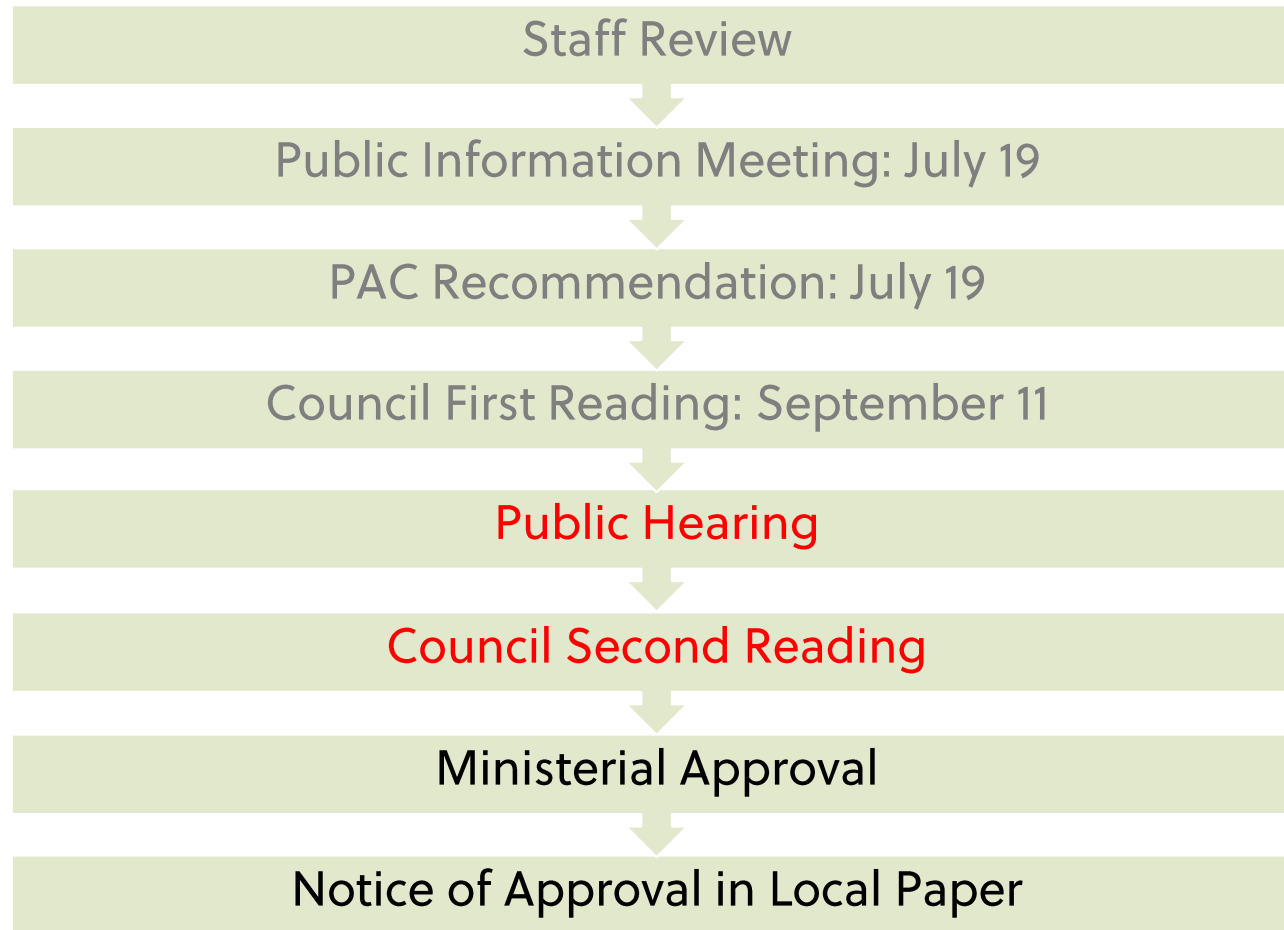 Staff Review
Public Information Meeting: July 19
PAC Recommendation: July 19
Council First Reading: September 11
Public Hearing
Council Second Reading
Ministerial Approval
Notice of Approval in Local Paper